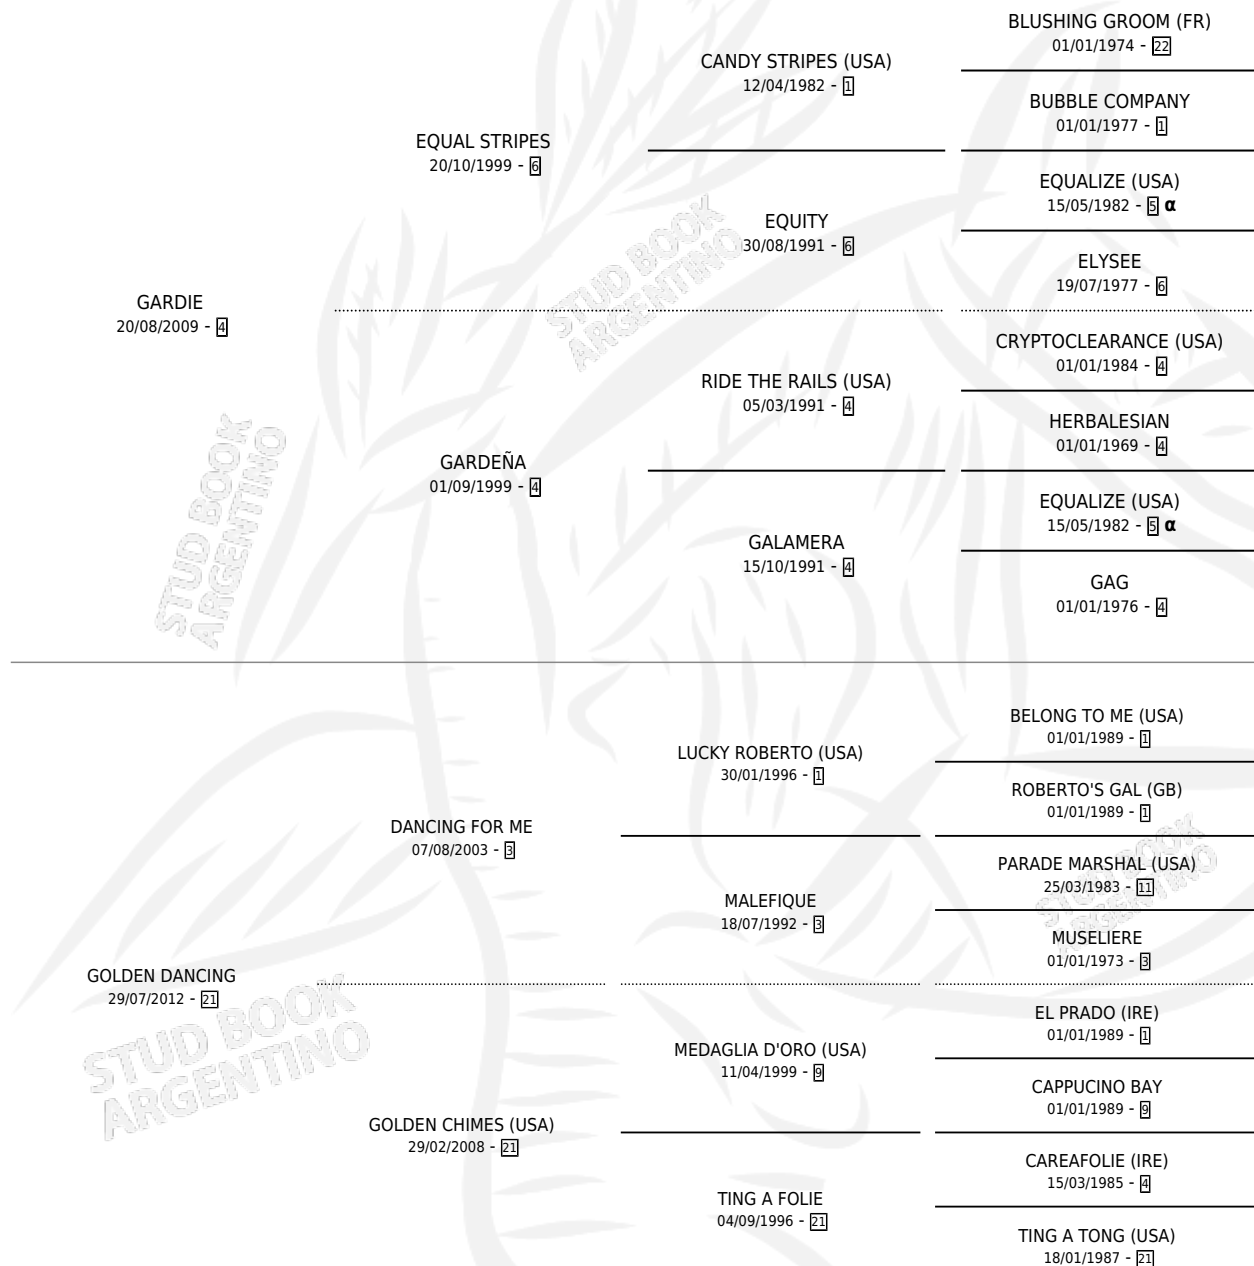 BLUSHING GROOM (FR)
01/01/1974 - 22
CANDY STRIPES (USA)
12/04/1982 - 1
BUBBLE COMPANY
01/01/1977 - 1
EQUAL STRIPES
20/10/1999 - 6
EQUALIZE (USA)
15/05/1982 - 5 α
EQUITY
30/08/1991 - 6
ELYSEE
19/07/1977 - 6
GARDIE
20/08/2009 - 4
CRYPTOCLEARANCE (USA)
01/01/1984 - 4
RIDE THE RAILS (USA)
05/03/1991 - 4
HERBALESIAN
01/01/1969 - 4
GARDEÑA
01/09/1999 - 4
EQUALIZE (USA)
15/05/1982 - 5 α
GALAMERA
15/10/1991 - 4
GAG
01/01/1976 - 4
STUD BOOK
ARGENTINO
STUD BOOK
ARGENTINO
BELONG TO ME (USA)
01/01/1989 - 1
LUCKY ROBERTO (USA)
30/01/1996 - 1
ROBERTO'S GAL (GB)
01/01/1989 - 1
DANCING FOR ME
07/08/2003 - 3
PARADE MARSHAL (USA)
25/03/1983 - 11
MALEFIQUE
18/07/1992 - 3
MUSELIERE
01/01/1973 - 3
GOLDEN DANCING
29/07/2012 - 21
EL PRADO (IRE)
01/01/1989 - 1
MEDAGLIA D'ORO (USA)
11/04/1999 - 9
CAPPUCINO BAY
01/01/1989 - 9
GOLDEN CHIMES (USA)
29/02/2008 - 21
CAREAFOLIE (IRE)
15/03/1985 - 4
TING A FOLIE
04/09/1996 - 21
TING A TONG (USA)
18/01/1987 - 21
STUD BOOK
ARGENTINO
STUD BOOK
ARGENTINO